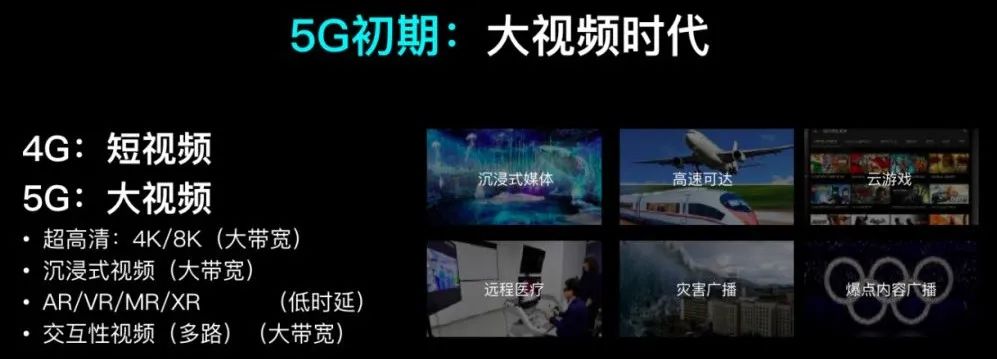 5G初期：大视频时代
4G：短视频
5G：大视频
• 超高清：4K/8K（大带宽）
• 沉浸式视频（大带宽）
• AR/VR/MR/XR （低时延）
• 交互性视频（多路）（大带宽）
沉浸式媒体
高速可达
云游戏
远程医疗
灾害广播
爆点内容广播